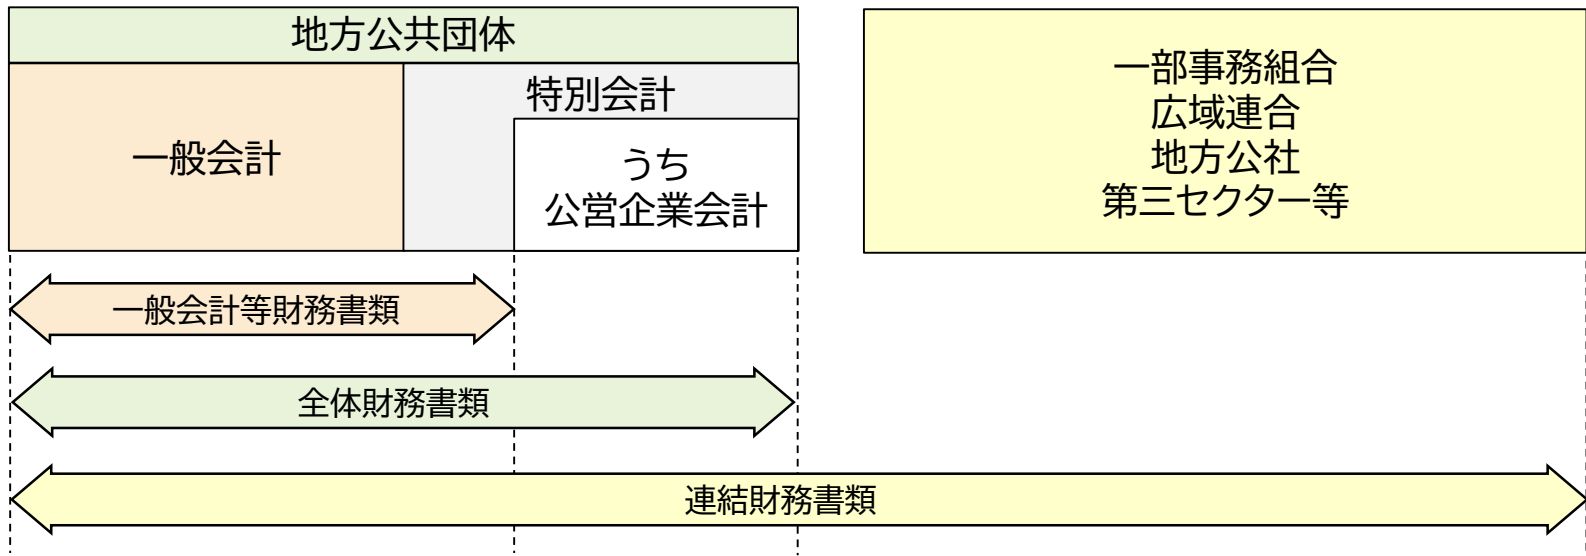 地方公共団体
一般会計
特別会計
うち
公営企業会計
一部事務組合
広域連合
地方公社
第三セクター等
一般会計等財務書類
全体財務書類
連結財務書類